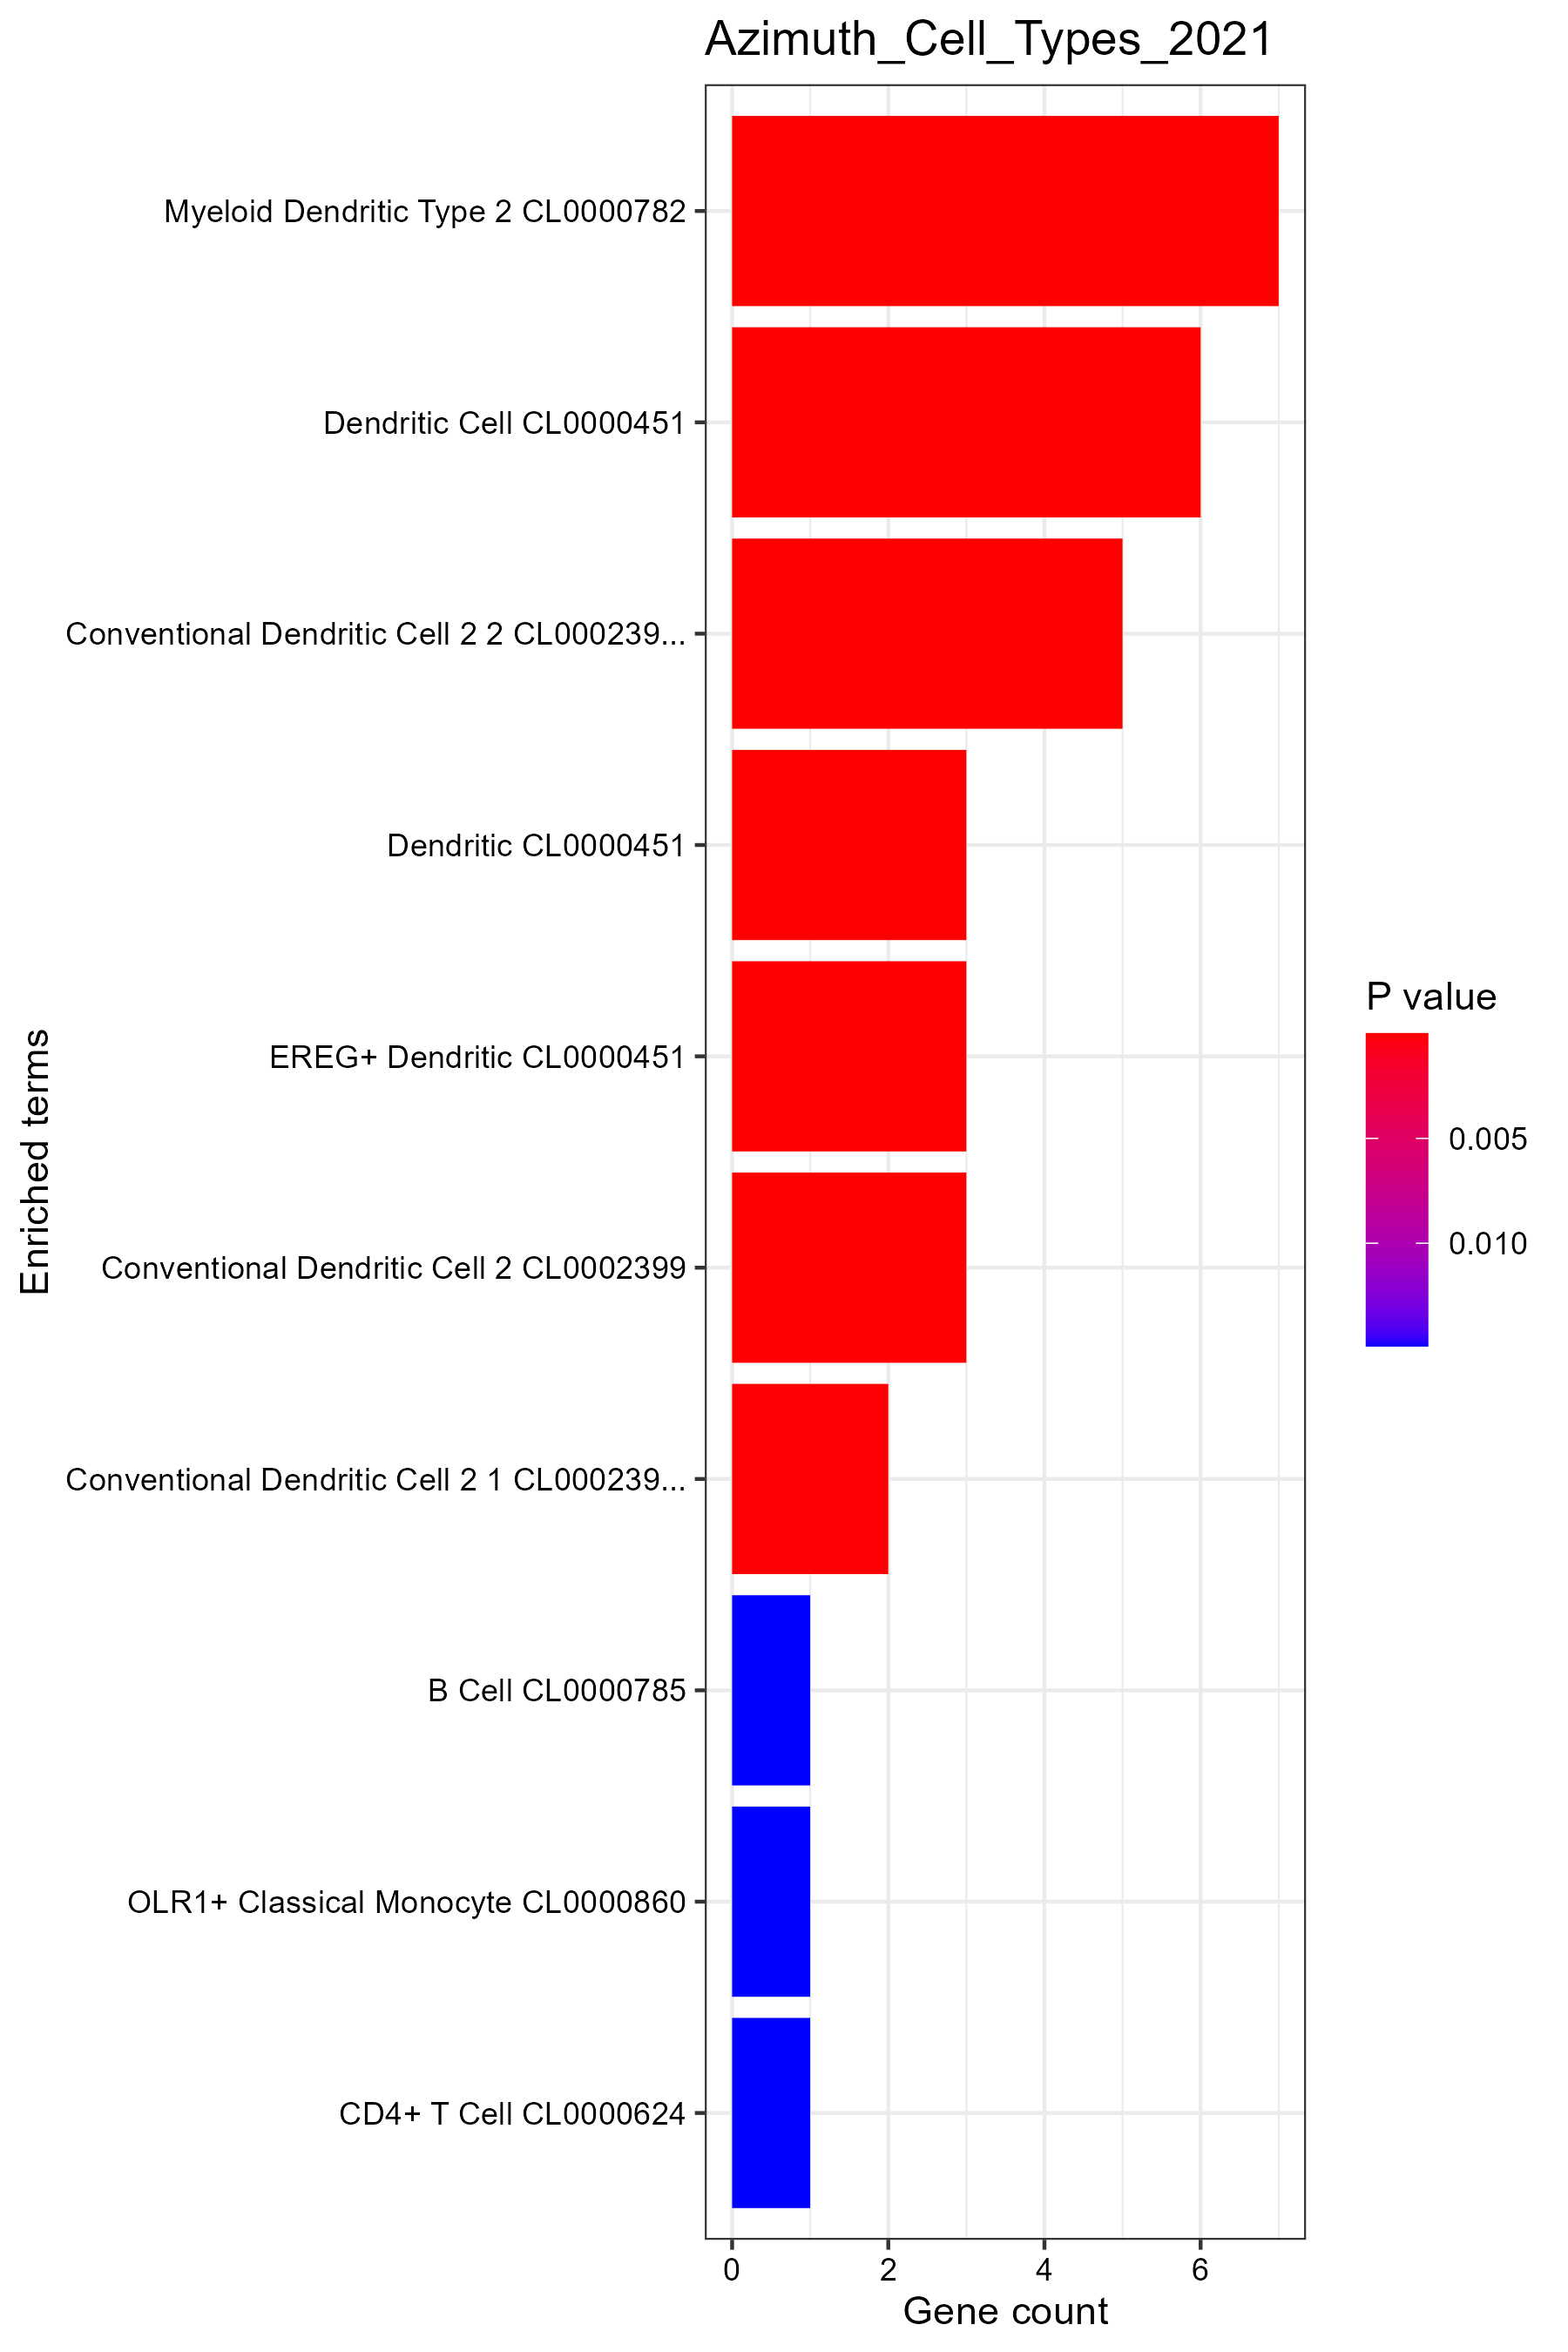 Azimuth_Cell_Types_2021
Myeloid Dendritic Type 2 CL0000782
Dendritic Cell CL0000451
Conventional Dendritic Cell 2 2 CL000239...
Dendritic CL0000451
EREG+ Dendritic CL0000451
Conventional Dendritic Cell 2 CL0002399
Conventional Dendritic Cell 2 1 CL000239...
B Cell CL0000785
OLR1+ Classical Monocyte CL0000860
CD4+ T Cell CL0000624
Enriched terms
0 2 4 6
Gene count
P value
0.005
0.010